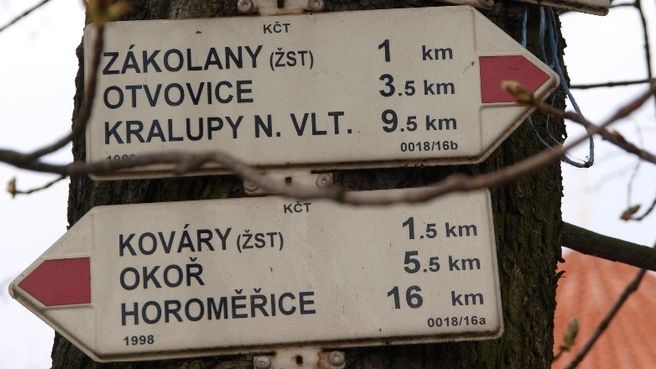 KČT
ZÁKOLANY (ŽST) 1 km
OTVOVICE 3.5 km
KRALUPY N. VLT. 9.5 km
0018/16b
KČT
KOVÁRY (ŽST) 1.5 km
OKOŘ 5.5 km
HOROMĚŘICE 16 km
1998 0018/16a